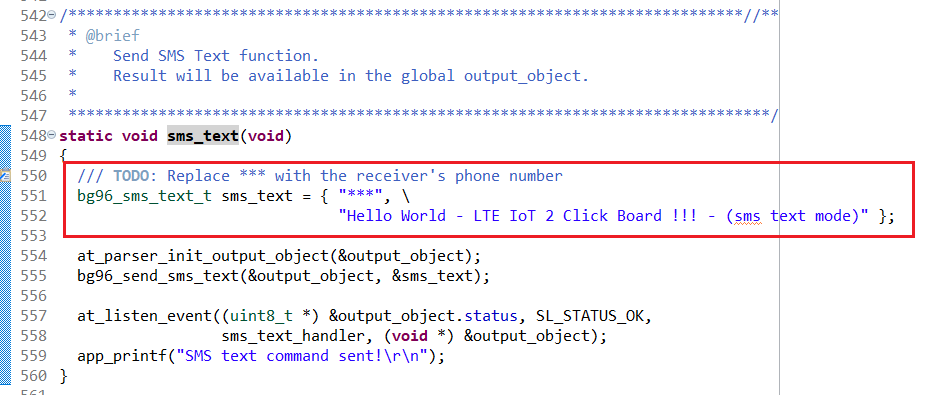 542 /***************************************************************************//**
543  * @brief
544  *    Send SMS Text function.
545  *    Result will be available in the global output_object.
546  *
547  ******************************************************************************/
548 static void sms_text(void)
549 {
550   /// TODO: Replace *** with the receiver's phone number
551   bg96_sms_text_t sms_text = { "***", \
552                                "Hello World - LTE IoT 2 Click Board !!! - (sms text mode)" };
553
554   at_parser_init_output_object(&output_object);
555   bg96_send_sms_text(&output_object, &sms_text);
556
557   at_listen_event((uint8_t *) &output_object.status, SL_STATUS_OK,
558                   sms_text_handler, (void *) &output_object);
559   app_printf("SMS text command sent!\r\n");
560 }